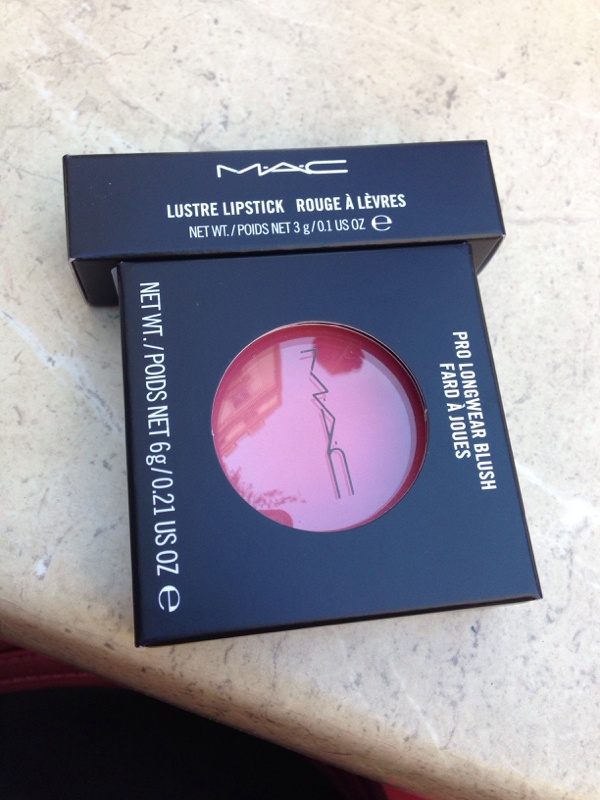 M·A·C
LUSTRE LIPSTICK ROUGE À LÈVRES
NET WT. / POIDS NET 3 g / 0.1 US OZ e
PRO LONGWEAR BLUSH
FARD À JOUES
M·A·C
NET WT. / POIDS NET 6 g / 0.21 US OZ e